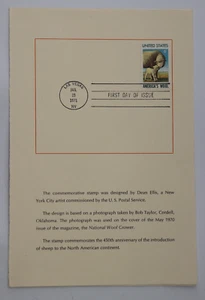 LAS VEGAS
JUL
19
1971
NV
FIRST DAY OF ISSUE
UNITED STATES
AMERICA'S WOOL
The commemorative stamp was designed by Dean Ellis, a New
York City artist commissioned by the U. S. Postal Service.
The design is based on a photograph taken by Bob Taylor, Cordell,
Oklahoma. The photograph was used on the cover of the May 1970
issue of the magazine, the National Wool Grower.
The stamp commemorates the 450th anniversary of the introduction
of sheep to the North American continent.